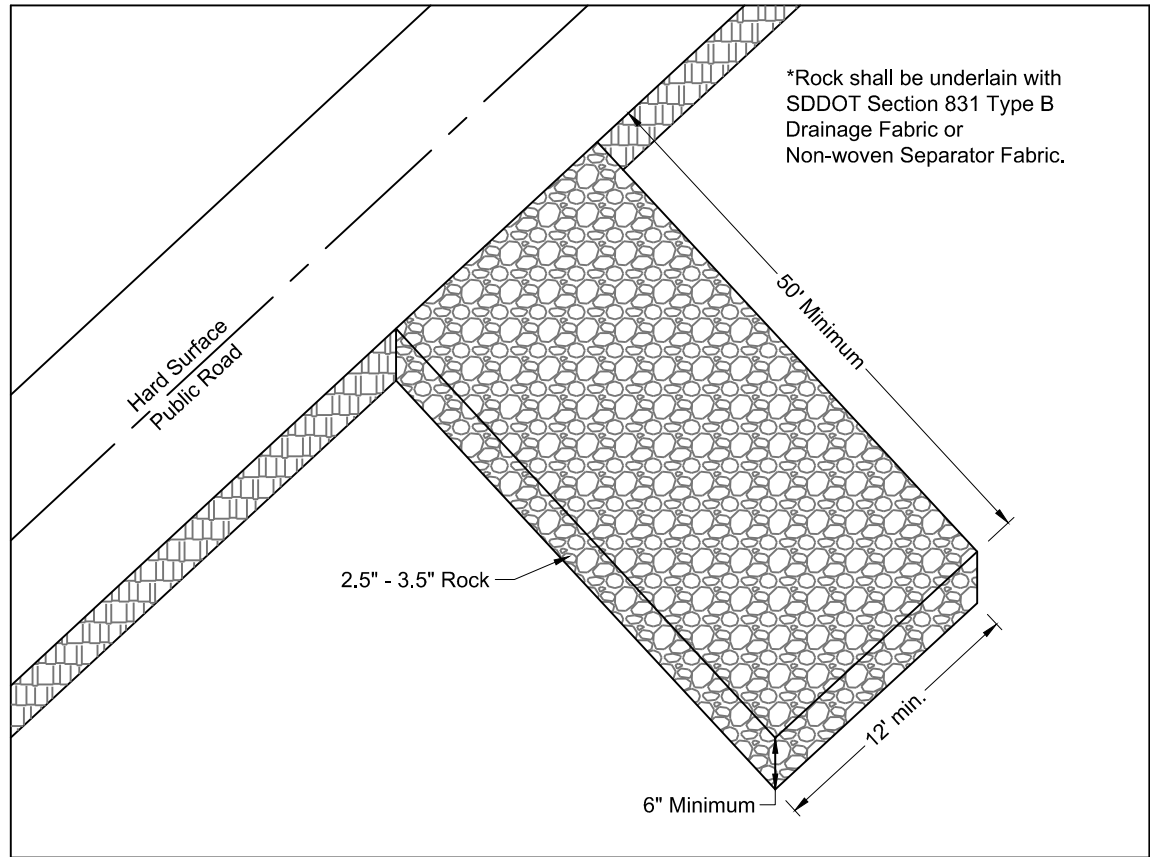 *Rock shall be underlain with
SDDOT Section 831 Type B
Drainage Fabric or
Non-woven Separator Fabric.
50' Minimum
Hard Surface
Public Road
2.5" - 3.5" Rock
12' min.
6" Minimum